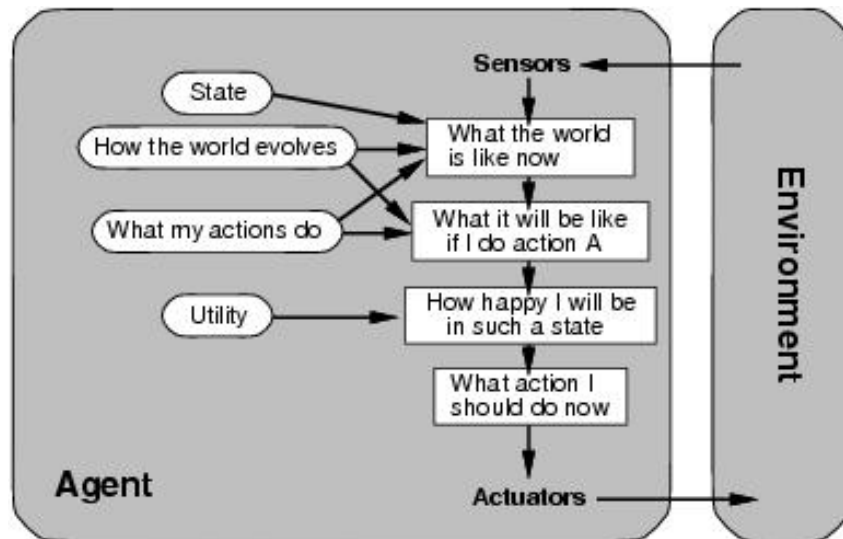 Sensors
State
What the world
is like now
How the world evolves
What it will be like
if I do action A
What my actions do
How happy I will be
in such a state
Utility
What action I
should do now
Agent
Actuators
Environment